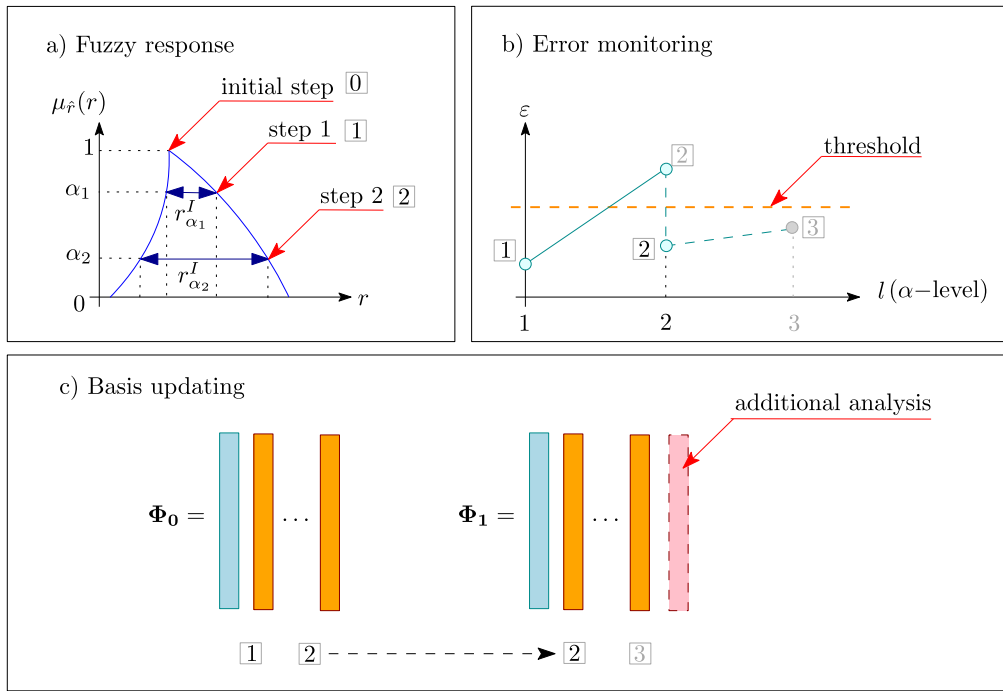 a) Fuzzy response
initial step 0
μ_r̂(r)
step 1 1
1
α₁
step 2 2
r^I_α₁
α₂
r^I_α₂
0
r
b) Error monitoring
ε
2
threshold
3
1
2
l (α−level)
1
2
3
c) Basis updating
additional analysis
Φ₀ = ...
Φ₁ = ...
1 2 2 3